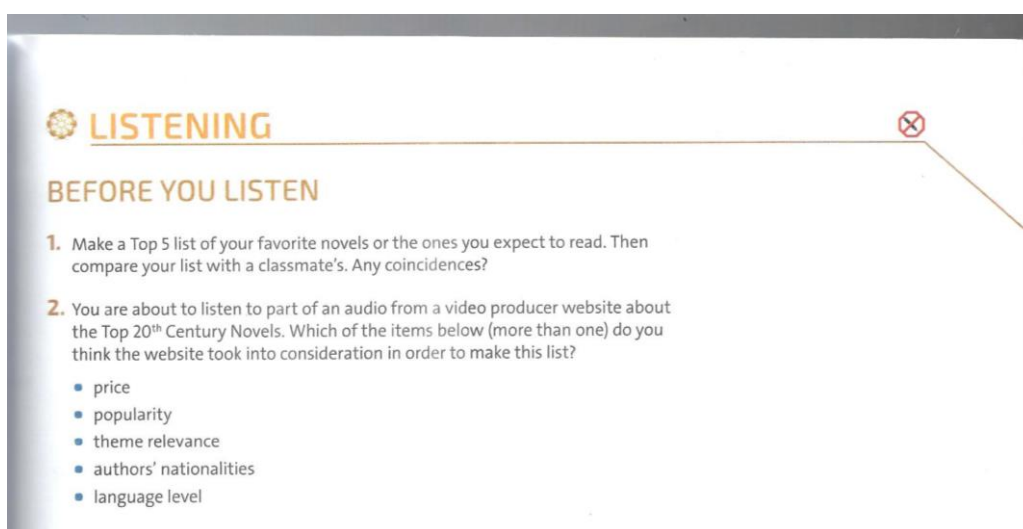 LISTENING
BEFORE YOU LISTEN
1. Make a Top 5 list of your favorite novels or the ones you expect to read. Then
compare your list with a classmate's. Any coincidences?
2. You are about to listen to part of an audio from a video producer website about
the Top 20th Century Novels. Which of the items below (more than one) do you
think the website took into consideration in order to make this list?
• price
• popularity
• theme relevance
• authors' nationalities
• language level